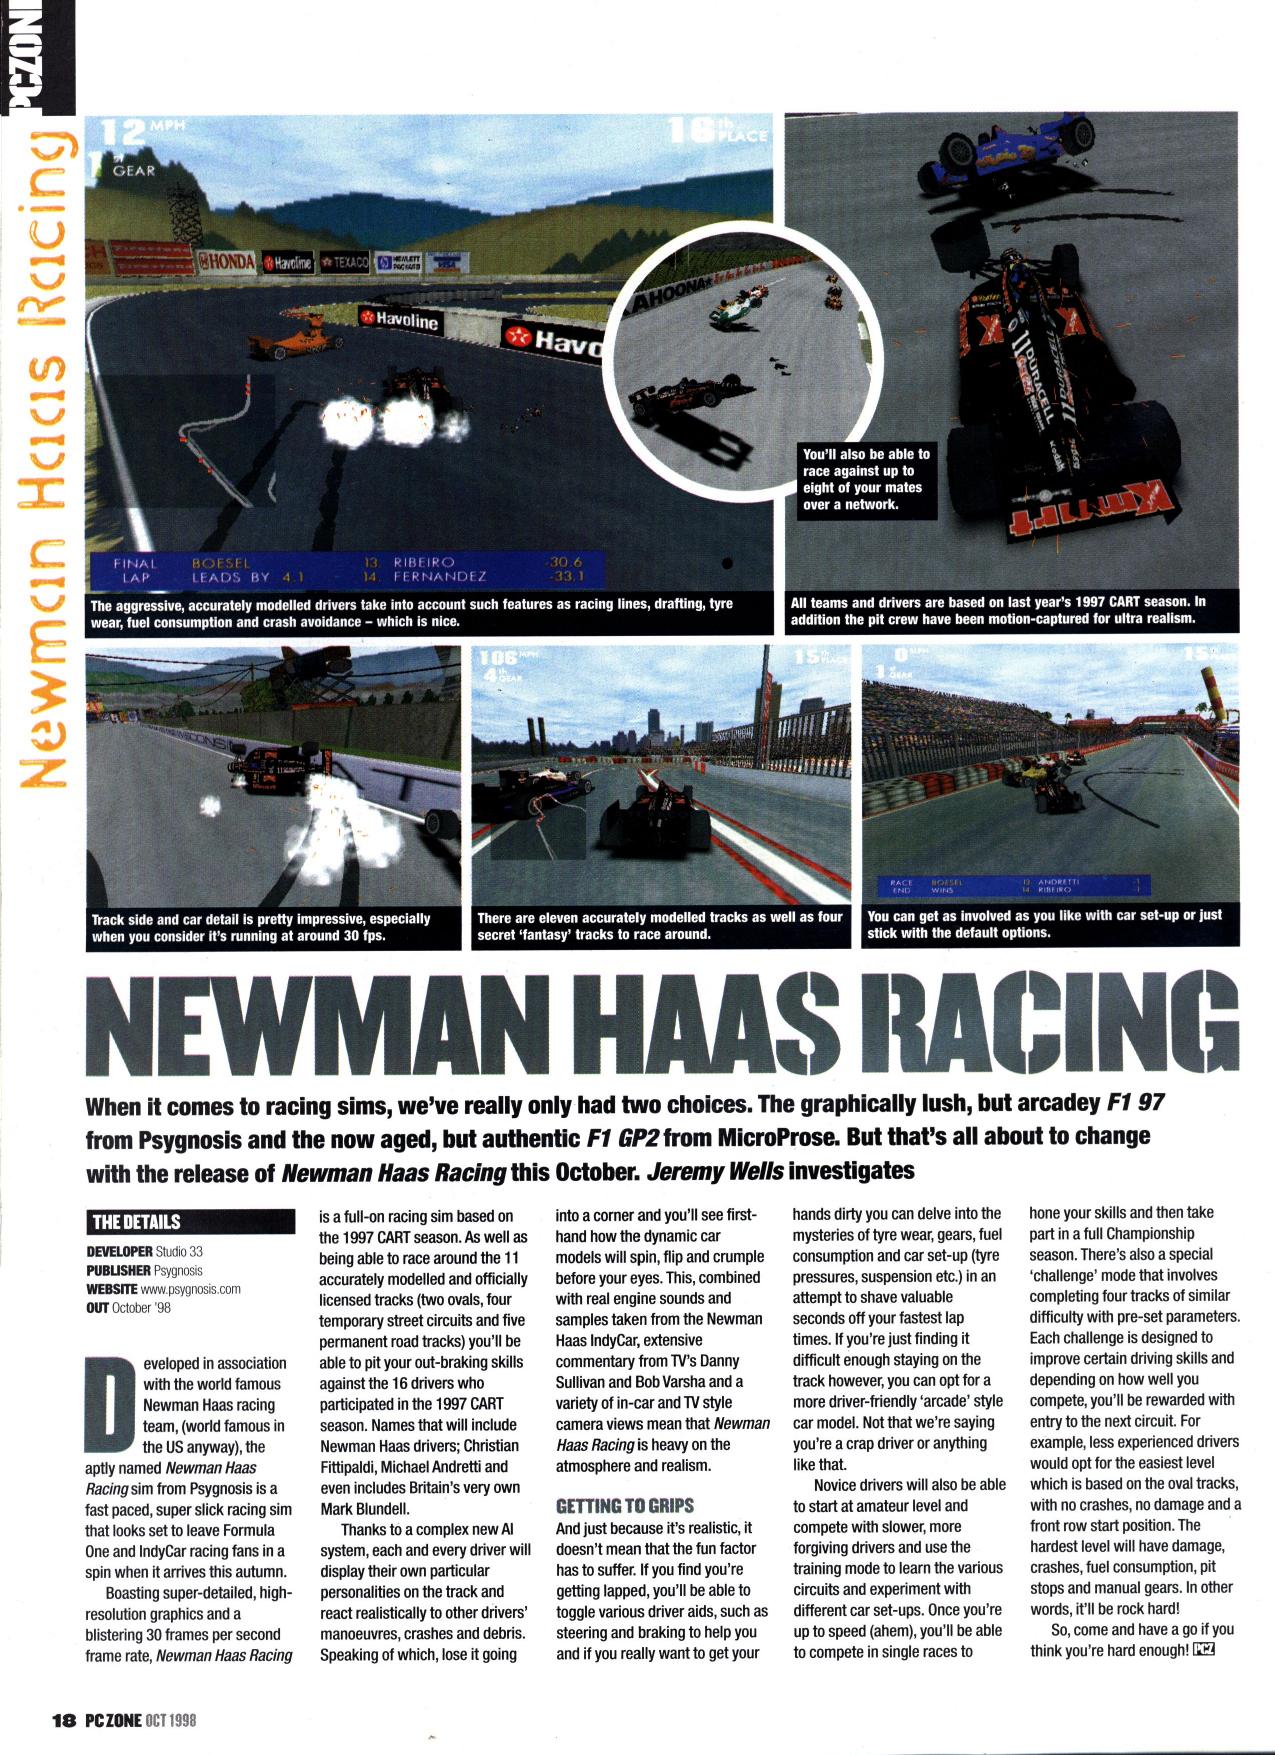 PCZONE
Newman Haas Racing
12 MPH
16th PLACE
1st
GEAR
HONDA
Havoline
TEXACO
HEWLETT
PACKARD
Havoline
Havo
AHOONA
FINAL BOESEL 13. RIBEIRO -30.6
LAP LEADS BY 4.1 14. FERNANDEZ -33.1
11 DURACELL
Kodak
Kmart
You'll also be able to
race against up to
eight of your mates
over a network.
The aggressive, accurately modelled drivers take into account such features as racing lines, drafting, tyre
wear, fuel consumption and crash avoidance – which is nice.
All teams and drivers are based on last year's 1997 CART season. In
addition the pit crew have been motion-captured for ultra realism.
106 MPH
15th PLACE
4th
GEAR
0 MPH
15
1st
GEAR
RACE BOESEL 13 ANDRETTI -1
END WINS 14 RIBEIRO -1
Track side and car detail is pretty impressive, especially
when you consider it's running at around 30 fps.
There are eleven accurately modelled tracks as well as four
secret 'fantasy' tracks to race around.
You can get as involved as you like with car set-up or just
stick with the default options.
NEWMAN HAAS RACING
When it comes to racing sims, we've really only had two choices. The graphically lush, but arcadey F1 97
from Psygnosis and the now aged, but authentic F1 GP2 from MicroProse. But that's all about to change
with the release of Newman Haas Racing this October. Jeremy Wells investigates
THE DETAILS
DEVELOPER Studio 33
PUBLISHER Psygnosis
WEBSITE www.psygnosis.com
OUT October '98
Developed in association
with the world famous
Newman Haas racing
team, (world famous in
the US anyway), the
aptly named Newman Haas
Racing sim from Psygnosis is a
fast paced, super slick racing sim
that looks set to leave Formula
One and IndyCar racing fans in a
spin when it arrives this autumn.
Boasting super-detailed, high-
resolution graphics and a
blistering 30 frames per second
frame rate, Newman Haas Racing
is a full-on racing sim based on
the 1997 CART season. As well as
being able to race around the 11
accurately modelled and officially
licensed tracks (two ovals, four
temporary street circuits and five
permanent road tracks) you'll be
able to pit your out-braking skills
against the 16 drivers who
participated in the 1997 CART
season. Names that will include
Newman Haas drivers; Christian
Fittipaldi, Michael Andretti and
even includes Britain's very own
Mark Blundell.
Thanks to a complex new AI
system, each and every driver will
display their own particular
personalities on the track and
react realistically to other drivers'
manoeuvres, crashes and debris.
Speaking of which, lose it going
into a corner and you'll see first-
hand how the dynamic car
models will spin, flip and crumple
before your eyes. This, combined
with real engine sounds and
samples taken from the Newman
Haas IndyCar, extensive
commentary from TV's Danny
Sullivan and Bob Varsha and a
variety of in-car and TV style
camera views mean that Newman
Haas Racing is heavy on the
atmosphere and realism.
GETTING TO GRIPS
And just because it's realistic, it
doesn't mean that the fun factor
has to suffer. If you find you're
getting lapped, you'll be able to
toggle various driver aids, such as
steering and braking to help you
and if you really want to get your
hands dirty you can delve into the
mysteries of tyre wear, gears, fuel
consumption and car set-up (tyre
pressures, suspension etc.) in an
attempt to shave valuable
seconds off your fastest lap
times. If you're just finding it
difficult enough staying on the
track however, you can opt for a
more driver-friendly 'arcade' style
car model. Not that we're saying
you're a crap driver or anything
like that.
Novice drivers will also be able
to start at amateur level and
compete with slower, more
forgiving drivers and use the
training mode to learn the various
circuits and experiment with
different car set-ups. Once you're
up to speed (ahem), you'll be able
to compete in single races to
hone your skills and then take
part in a full Championship
season. There's also a special
'challenge' mode that involves
completing four tracks of similar
difficulty with pre-set parameters.
Each challenge is designed to
improve certain driving skills and
depending on how well you
compete, you'll be rewarded with
entry to the next circuit. For
example, less experienced drivers
would opt for the easiest level
which is based on the oval tracks,
with no crashes, no damage and a
front row start position. The
hardest level will have damage,
crashes, fuel consumption, pit
stops and manual gears. In other
words, it'll be rock hard!
So, come and have a go if you
think you're hard enough! PCZ
18 PC ZONE OCT 1998